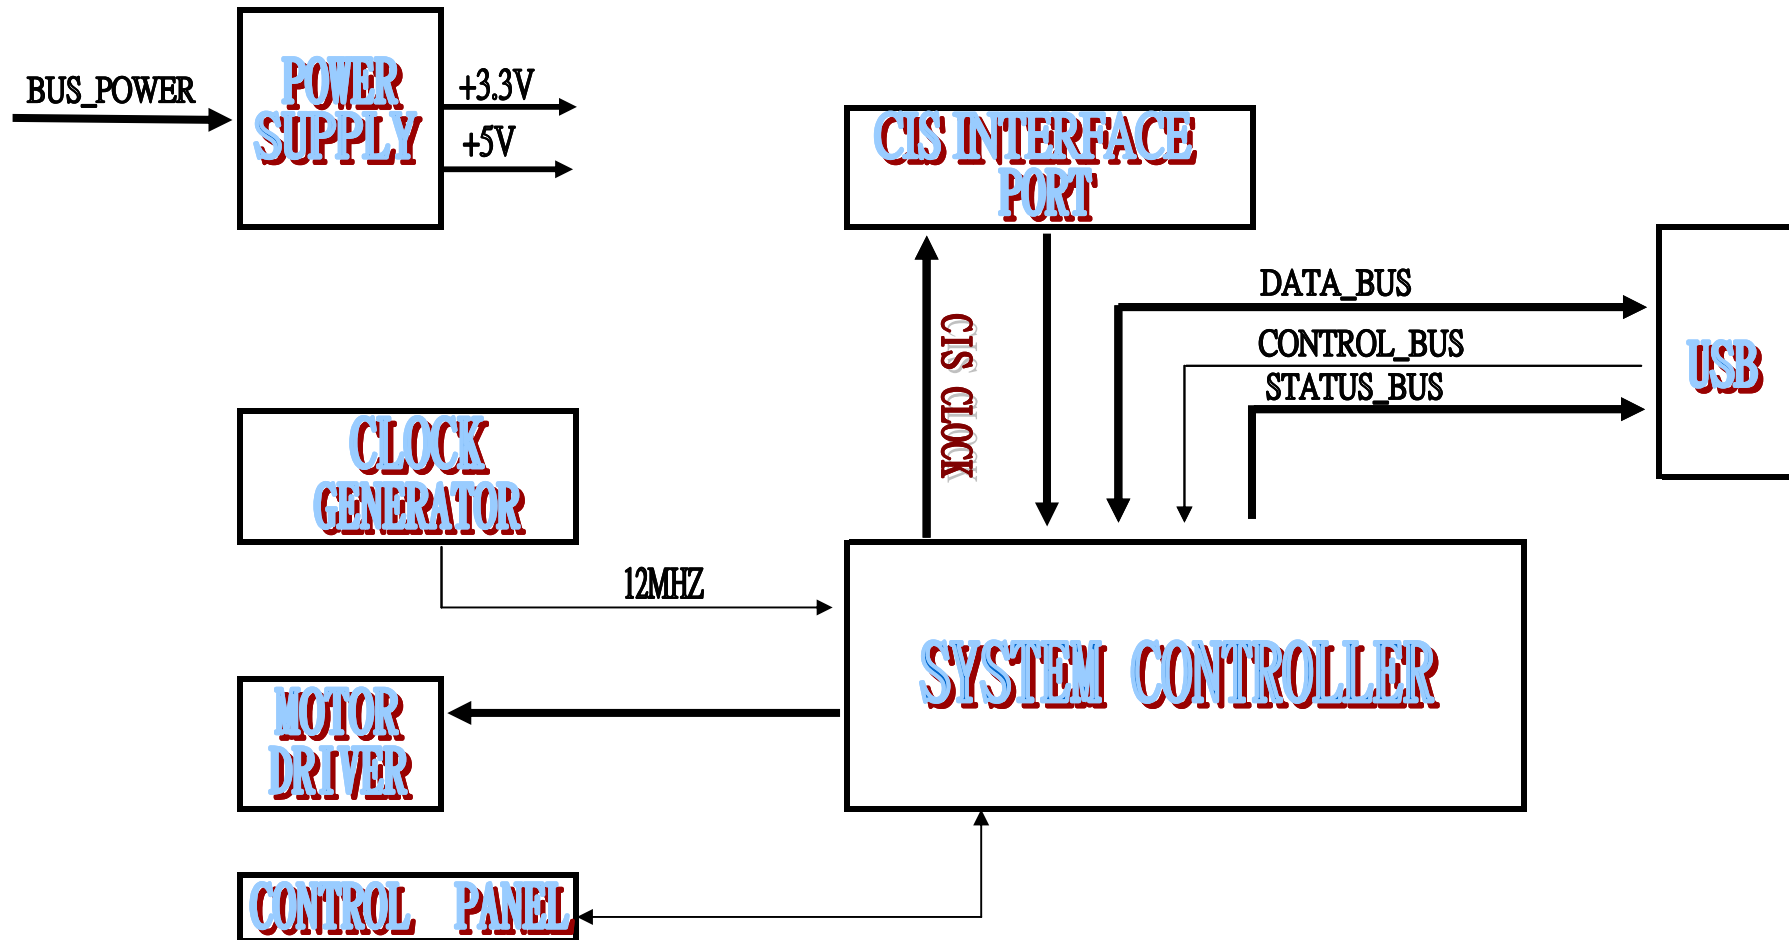 BUS_POWER
POWER
SUPPLY
+3.3V
+5V
CIS INTERFACE
PORT
DATA_BUS
CONTROL_BUS
STATUS_BUS
USB
CIS CLOCK
CLOCK
GENERATOR
12MHZ
SYSTEM CONTROLLER
MOTOR
DRIVER
CONTROL PANEL